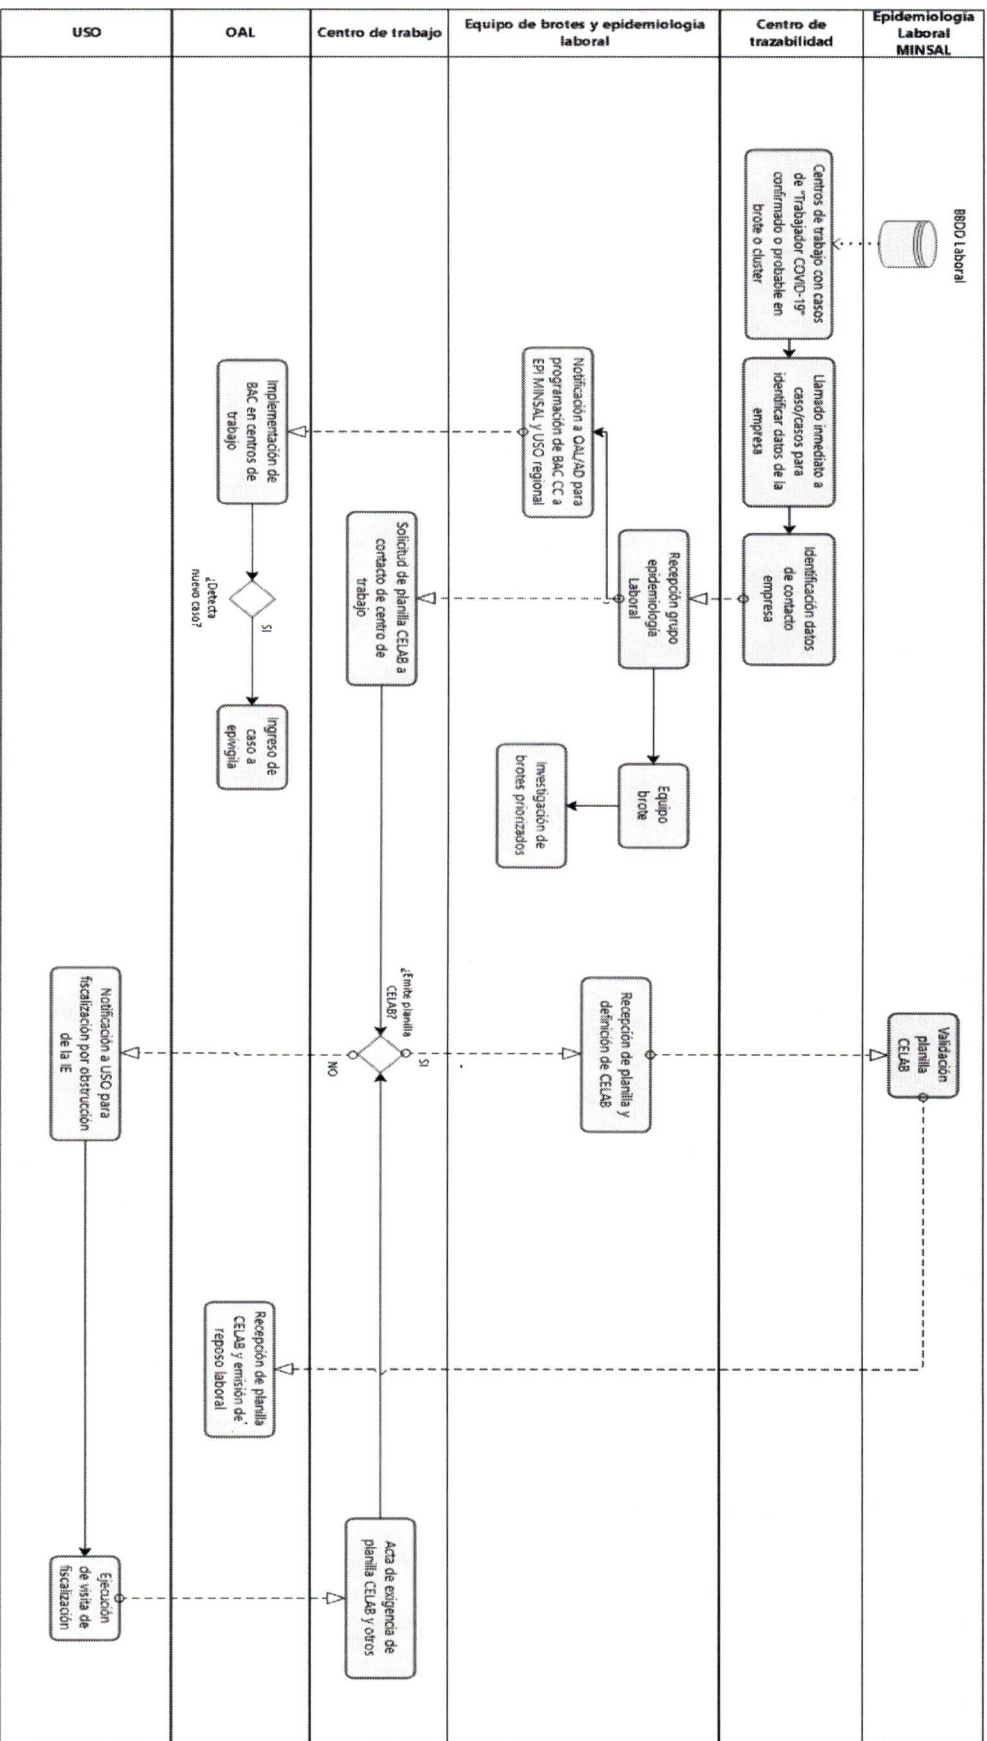 USO
OAL
Centro de trabajo
Equipo de brotes y epidemiologia
laboral
Centro de
trazabilidad
Epidemiología
Laboral
MINSAL
BBDD Laboral
Centros de trabajo con casos
de "Trabajador COVID-19"
confirmado o probable en
brote o cluster
Llamado inmediato a
caso/casos para
identificar datos de la
empresa
Identificación datos
de contacto
empresa
Notificación a OAL/AD para
programación de BAC CC a
EPI MINSAL y USO regional
Recepción grupo
epidemiología
Laboral
Equipo
brote
Investigación de
brotes priorizados
Implementación de
BAC en centros de
trabajo
¿Detecta
nuevo caso?
SI
Ingreso de
caso a
epivigila
Solicitud de planilla CELAB a
contacto de centro de
trabajo
¿Emite planilla
CELAB?
SI
NO
Recepción de planilla y
definición de CELAB
Validación
planilla
CELAB
Notificación a USO para
fiscalización por obstrucción
de la IE
Recepción de planilla
CELAB y emisión de
reposo laboral
Acta de exigencia de
planilla CELAB y otros
Ejecución
de visita de
fiscalización